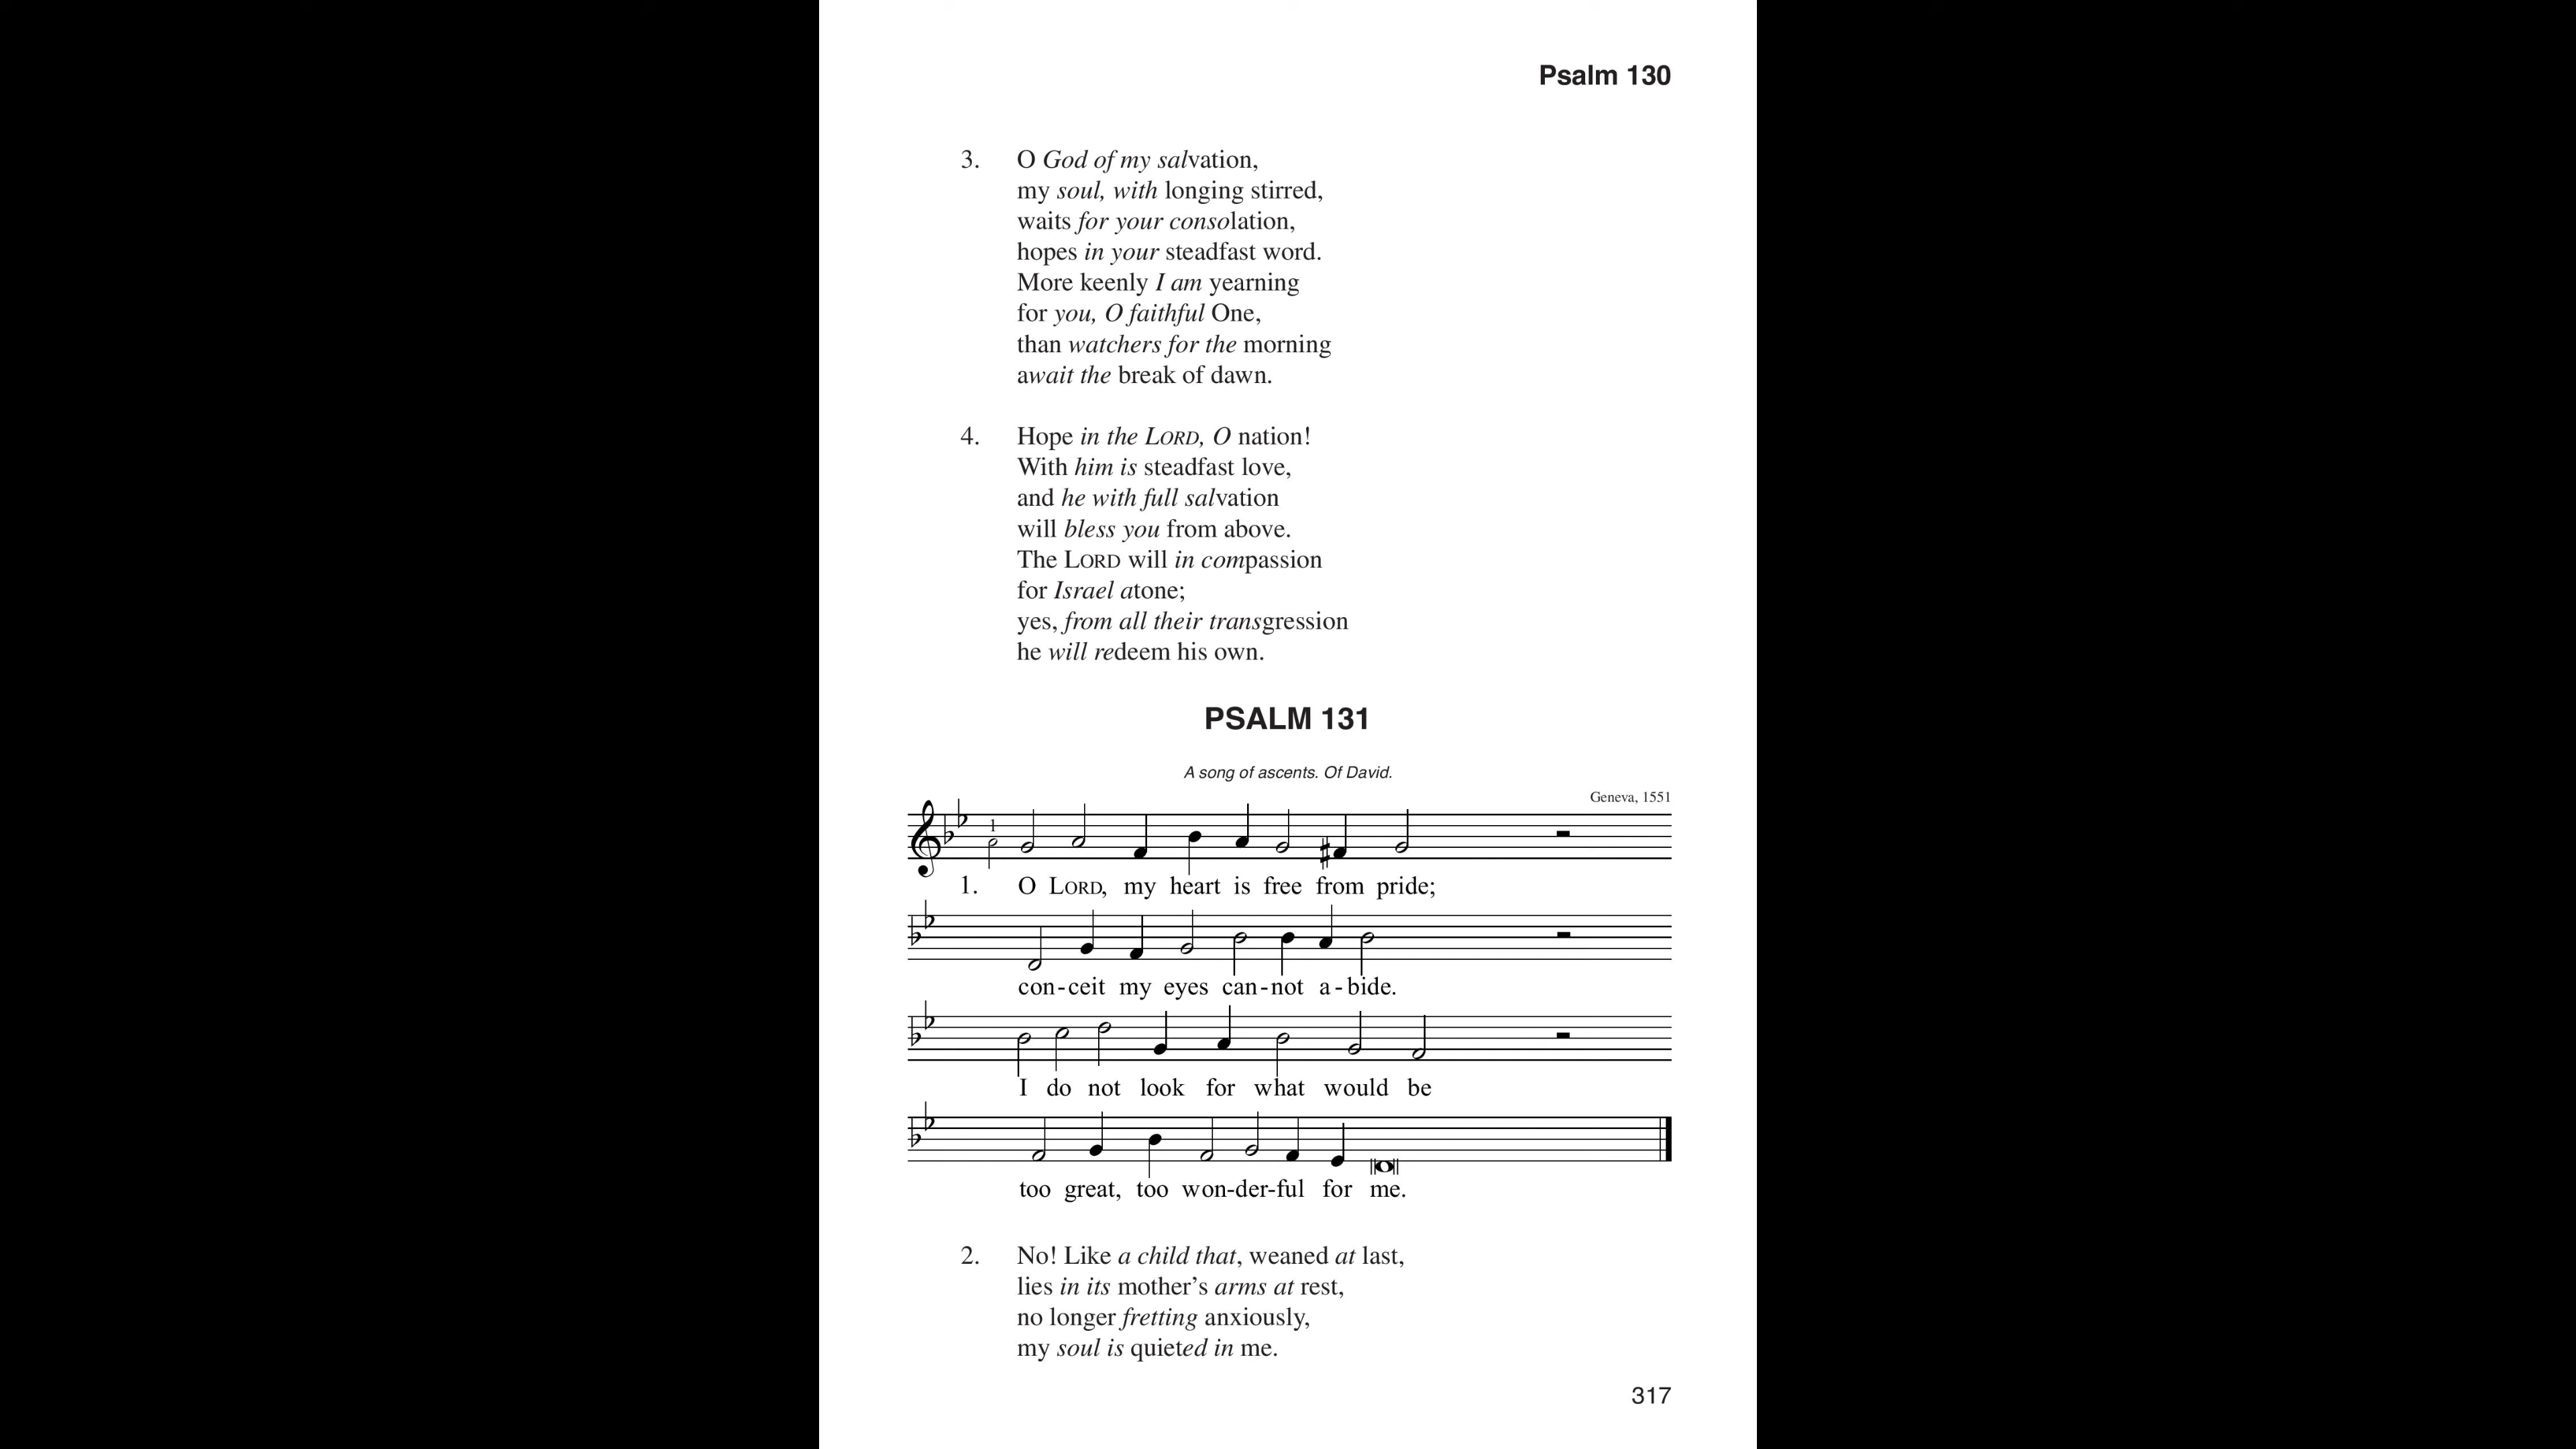 Psalm 130
3. O God of my salvation,
my soul, with longing stirred,
waits for your consolation,
hopes in your steadfast word.
More keenly I am yearning
for you, O faithful One,
than watchers for the morning
await the break of dawn.
4. Hope in the LORD, O nation!
With him is steadfast love,
and he with full salvation
will bless you from above.
The LORD will in compassion
for Israel atone;
yes, from all their transgression
he will redeem his own.
PSALM 131
A song of ascents. Of David.
Geneva, 1551
1
1. O LORD, my heart is free from pride;
con-ceit my eyes can-not a-bide.
I do not look for what would be
too great, too won-der-ful for me.
2. No! Like a child that, weaned at last,
lies in its mother’s arms at rest,
no longer fretting anxiously,
my soul is quieted in me.
317